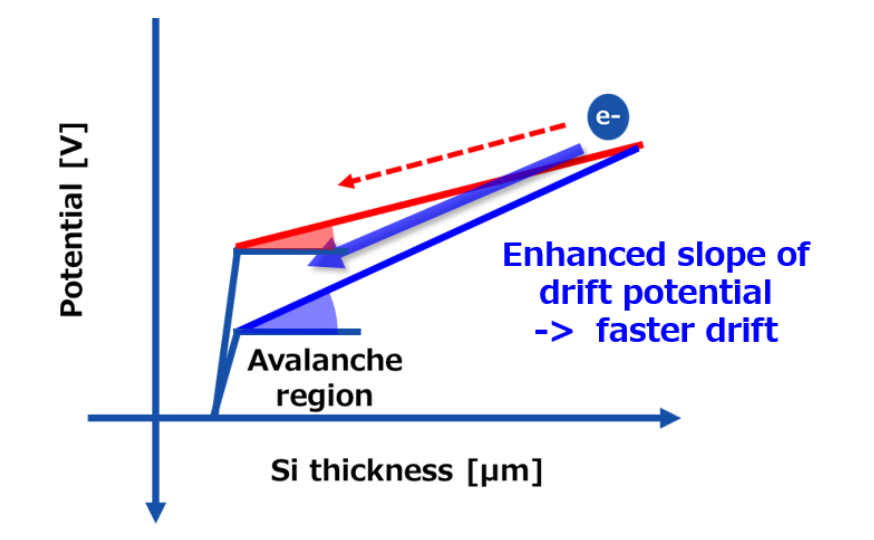 e-
Potential [V]
Enhanced slope of
drift potential
-> faster drift
Avalanche
region
Si thickness [μm]